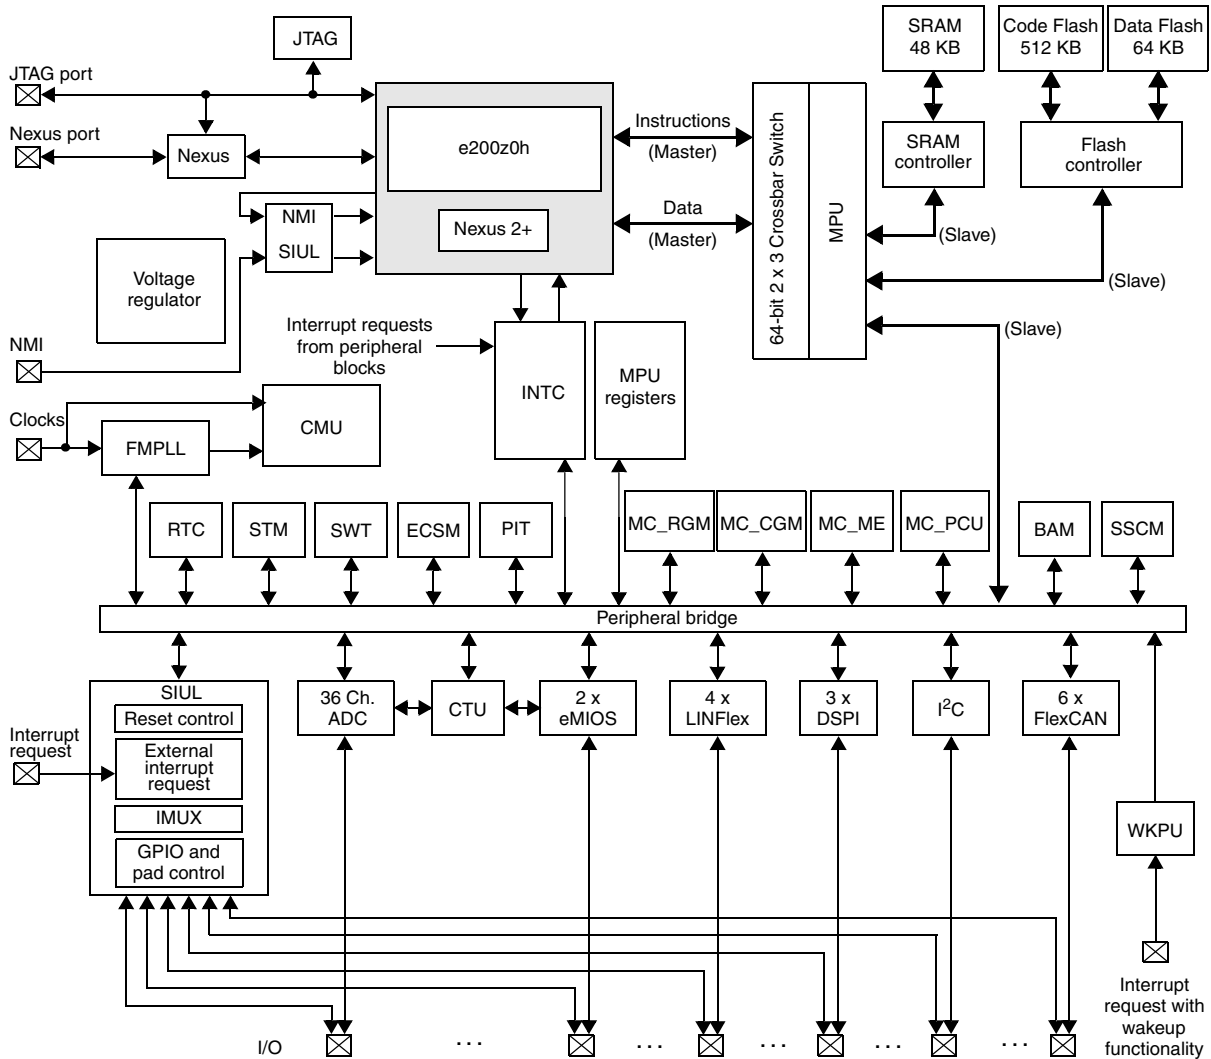 JTAG
SRAM
48 KB
Code Flash
512 KB
Data Flash
64 KB
JTAG port
Nexus port
Nexus
e200z0h
Nexus 2+
Instructions
(Master)
Data
(Master)
64-bit 2 x 3 Crossbar Switch
MPU
SRAM
controller
Flash
controller
(Slave)
(Slave)
(Slave)
NMI
SIUL
Voltage
regulator
NMI
Interrupt requests
from peripheral
blocks
INTC
MPU
registers
Clocks
FMPLL
CMU
RTC
STM
SWT
ECSM
PIT
MC_RGM
MC_CGM
MC_ME
MC_PCU
BAM
SSCM
Peripheral bridge
SIUL
Reset control
External
interrupt
request
IMUX
GPIO and
pad control
Interrupt
request
36 Ch.
ADC
CTU
2 x
eMIOS
4 x
LINFlex
3 x
DSPI
I²C
6 x
FlexCAN
WKPU
I/O
. . .
. . .
. . .
. . .
. . .
Interrupt
request with
wakeup
functionality